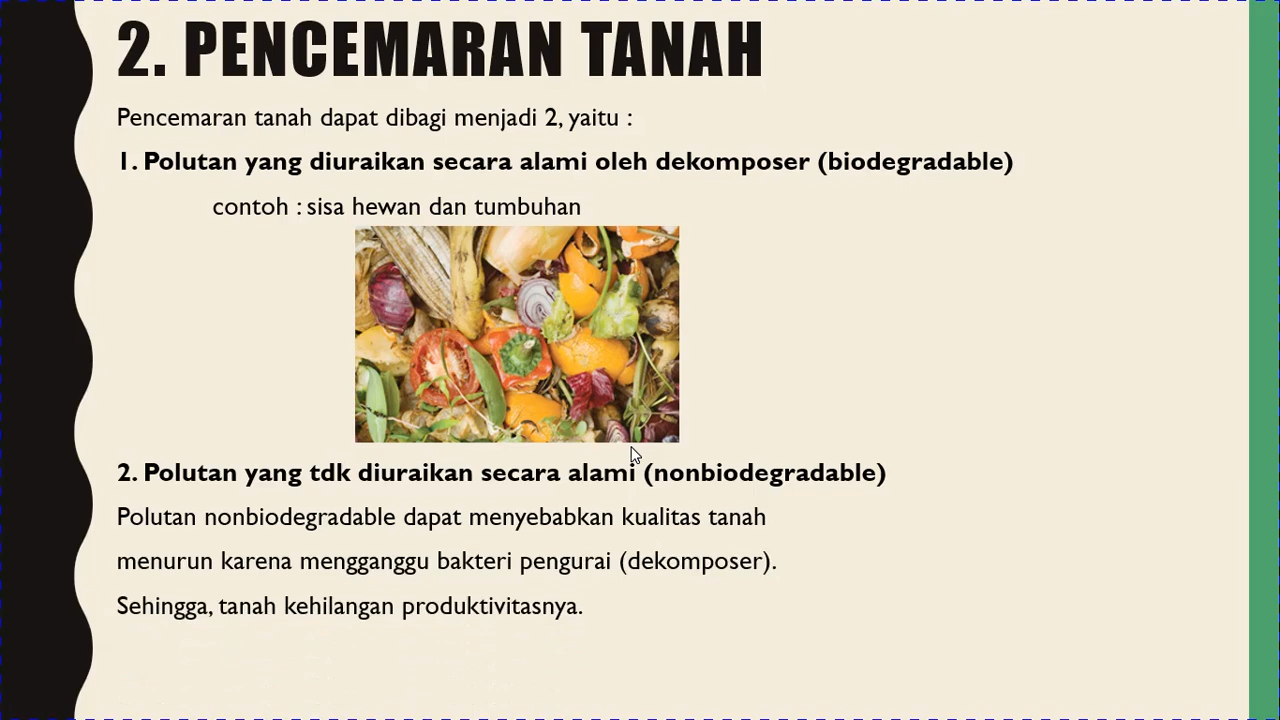 2. PENCEMARAN TANAH
Pencemaran tanah dapat dibagi menjadi 2, yaitu :
1. Polutan yang diuraikan secara alami oleh dekomposer (biodegradable)
contoh : sisa hewan dan tumbuhan
2. Polutan yang tdk diuraikan secara alami (nonbiodegradable)
Polutan nonbiodegradable dapat menyebabkan kualitas tanah
menurun karena mengganggu bakteri pengurai (dekomposer).
Sehingga, tanah kehilangan produktivitasnya.